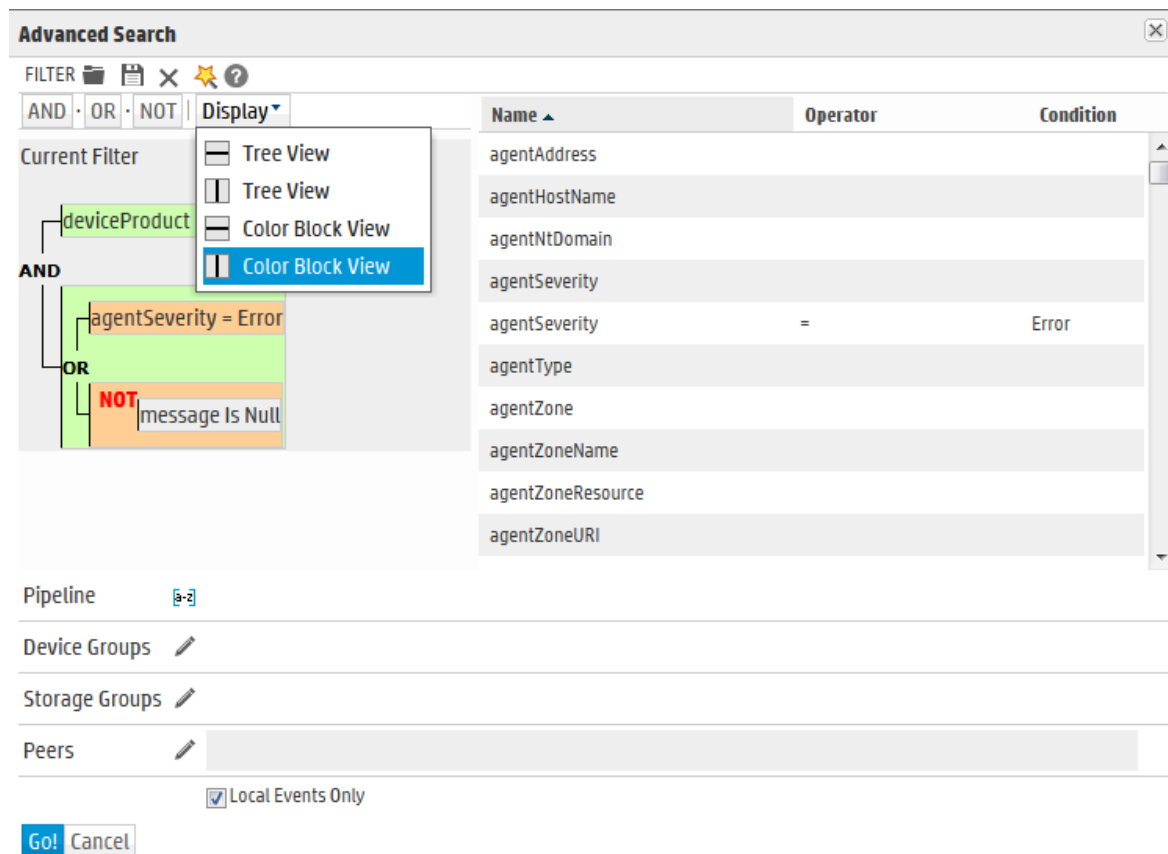 Advanced Search
FILTER
AND · OR · NOT | Display
Tree View
Tree View
Color Block View
Color Block View
Current Filter
deviceProduct
AND
agentSeverity = Error
OR
NOT
message Is Null
Name Operator Condition
agentAddress
agentHostName
agentNtDomain
agentSeverity
agentSeverity = Error
agentType
agentZone
agentZoneName
agentZoneResource
agentZoneURI
Pipeline [a-z]
Device Groups
Storage Groups
Peers
Local Events Only
Go! Cancel